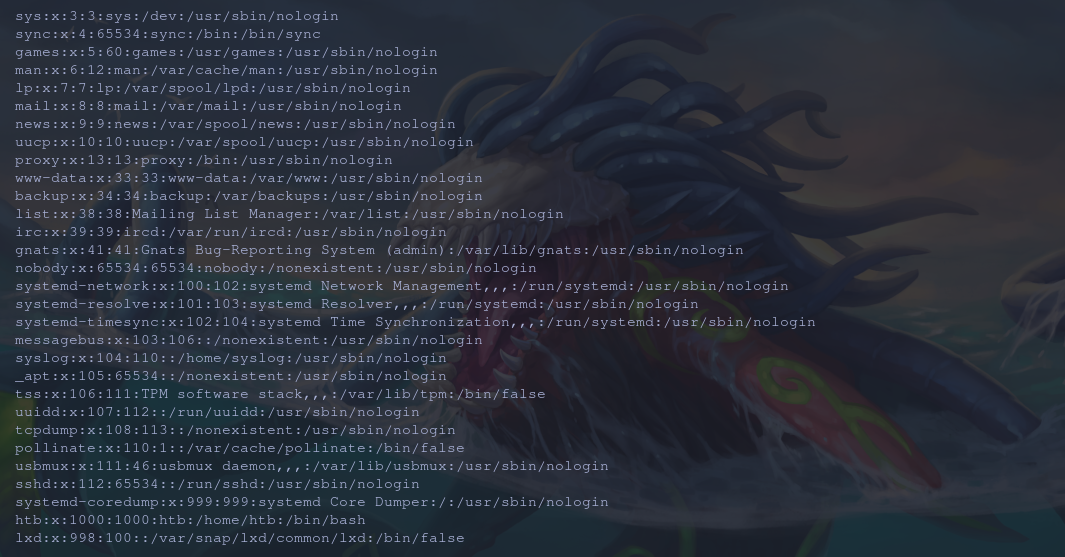 sys:x:3:3:sys:/dev:/usr/sbin/nologin
sync:x:4:65534:sync:/bin:/bin/sync
games:x:5:60:games:/usr/games:/usr/sbin/nologin
man:x:6:12:man:/var/cache/man:/usr/sbin/nologin
lp:x:7:7:lp:/var/spool/lpd:/usr/sbin/nologin
mail:x:8:8:mail:/var/mail:/usr/sbin/nologin
news:x:9:9:news:/var/spool/news:/usr/sbin/nologin
uucp:x:10:10:uucp:/var/spool/uucp:/usr/sbin/nologin
proxy:x:13:13:proxy:/bin:/usr/sbin/nologin
www-data:x:33:33:www-data:/var/www:/usr/sbin/nologin
backup:x:34:34:backup:/var/backups:/usr/sbin/nologin
list:x:38:38:Mailing List Manager:/var/list:/usr/sbin/nologin
irc:x:39:39:ircd:/var/run/ircd:/usr/sbin/nologin
gnats:x:41:41:Gnats Bug-Reporting System (admin):/var/lib/gnats:/usr/sbin/nologin
nobody:x:65534:65534:nobody:/nonexistent:/usr/sbin/nologin
systemd-network:x:100:102:systemd Network Management,,,:/run/systemd:/usr/sbin/nologin
systemd-resolve:x:101:103:systemd Resolver,,,:/run/systemd:/usr/sbin/nologin
systemd-timesync:x:102:104:systemd Time Synchronization,,,:/run/systemd:/usr/sbin/nologin
messagebus:x:103:106::/nonexistent:/usr/sbin/nologin
syslog:x:104:110::/home/syslog:/usr/sbin/nologin
_apt:x:105:65534::/nonexistent:/usr/sbin/nologin
tss:x:106:111:TPM software stack,,,:/var/lib/tpm:/bin/false
uuidd:x:107:112::/run/uuidd:/usr/sbin/nologin
tcpdump:x:108:113::/nonexistent:/usr/sbin/nologin
pollinate:x:110:1::/var/cache/pollinate:/bin/false
usbmux:x:111:46:usbmux daemon,,,:/var/lib/usbmux:/usr/sbin/nologin
sshd:x:112:65534::/run/sshd:/usr/sbin/nologin
systemd-coredump:x:999:999:systemd Core Dumper:/:/usr/sbin/nologin
htb:x:1000:1000:htb:/home/htb:/bin/bash
lxd:x:998:100::/var/snap/lxd/common/lxd:/bin/false